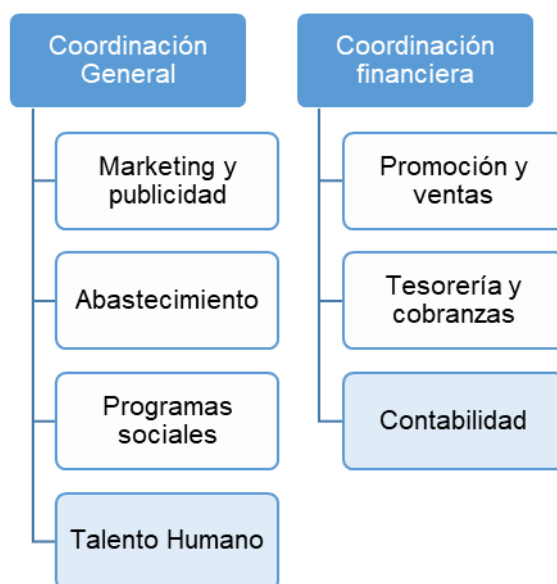 Coordinación
General
Marketing y
publicidad
Abastecimiento
Programas
sociales
Talento Humano
Coordinación
financiera
Promoción y
ventas
Tesorería y
cobranzas
Contabilidad